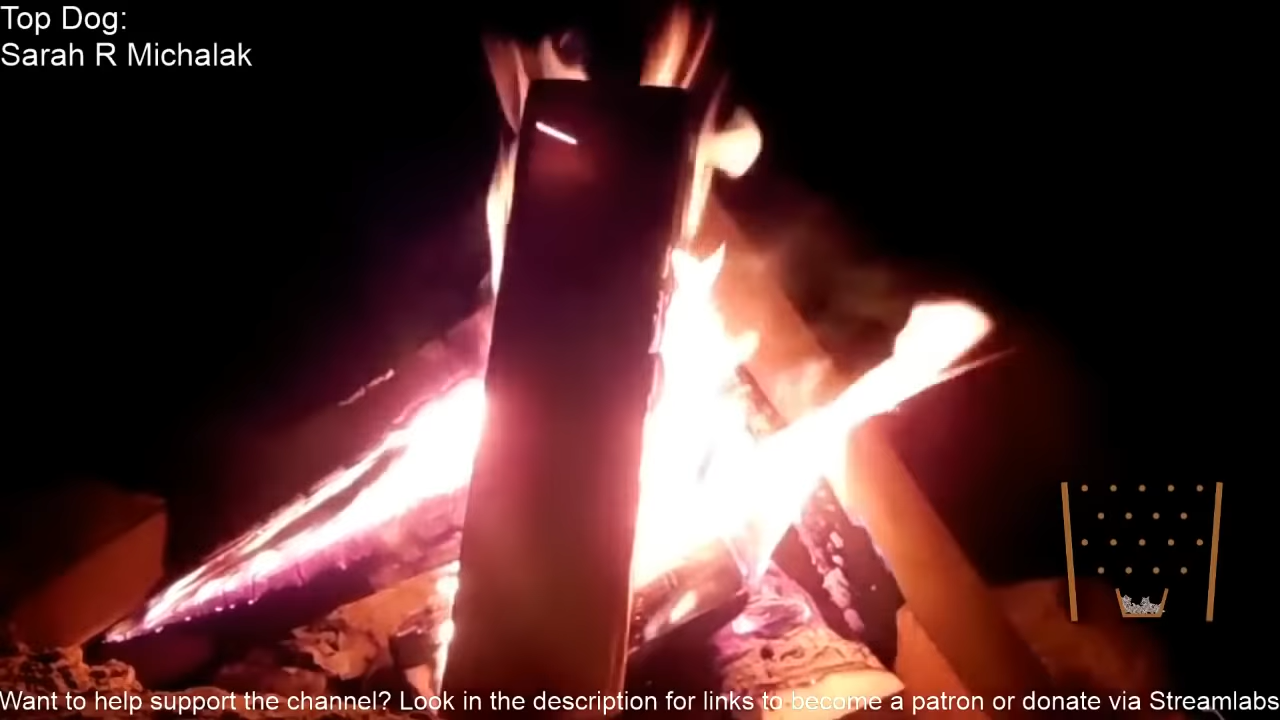 Top Dog:
Sarah R Michalak
Want to help support the channel? Look in the description for links to become a patron or donate via Streamlabs